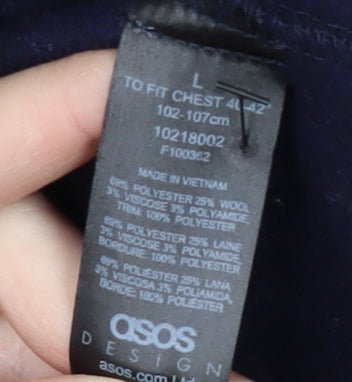 L
TO FIT CHEST 40-42"
102-107cm
10218002
F100362
MADE IN VIETNAM
69% POLYESTER 25% WOOL
3% VISCOSE 3% POLYAMIDE,
TRIM: 100% POLYESTER
69% POLYESTER 25% LAINE
3% VISCOSE 3% POLYAMIDE,
BORDURE: 100% POLYESTER
69% POLIÉSTER 25% LANA
3% VISCOSA 3% POLIAMIDA,
BORDE: 100% POLIÉSTER
asos
DESIGN
asos.com Ltd